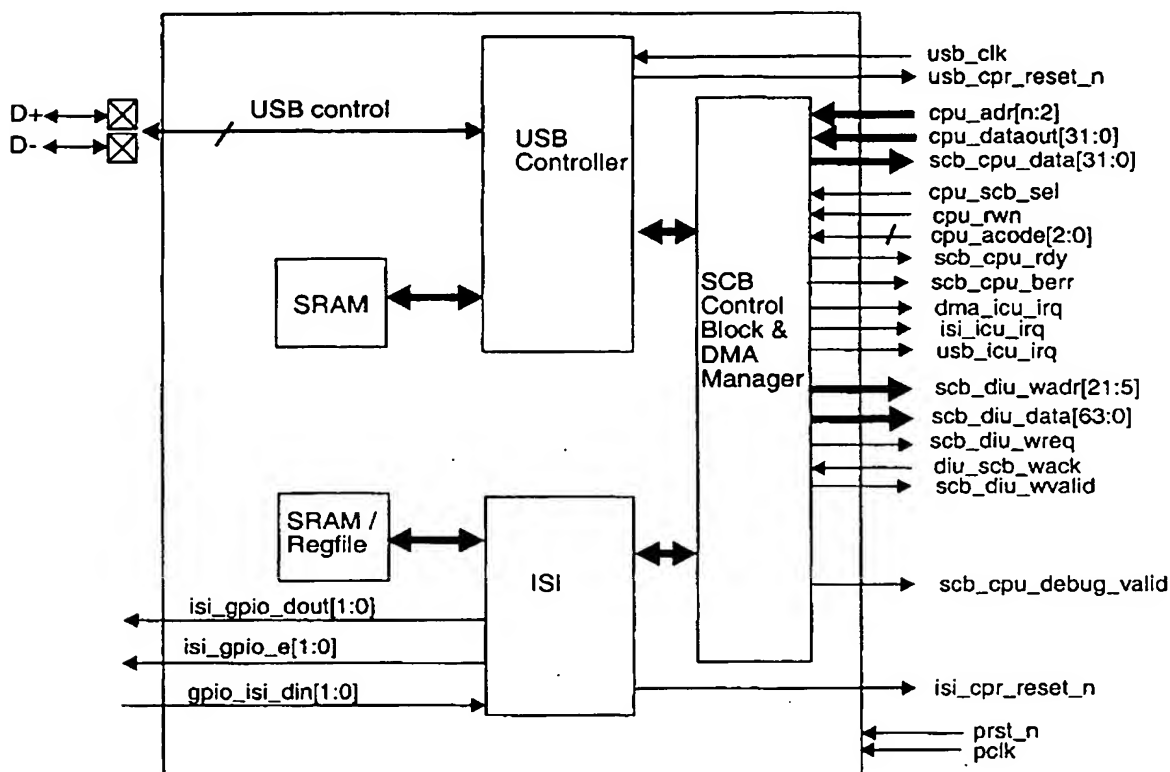 D+
D-
USB control
USB
Controller
SRAM
SRAM /
Regfile
ISI
isi_gpio_dout[1:0]
isi_gpio_e[1:0]
gpio_isi_din[1:0]
SCB
Control
Block &
DMA
Manager
usb_clk
usb_cpr_reset_n
cpu_adr[n:2]
cpu_dataout[31:0]
scb_cpu_data[31:0]
cpu_scb_sel
cpu_rwn
cpu_acode[2:0]
scb_cpu_rdy
scb_cpu_berr
dma_icu_irq
isi_icu_irq
usb_icu_irq
scb_diu_wadr[21:5]
scb_diu_data[63:0]
scb_diu_wreq
diu_scb_wack
scb_diu_wvalid
scb_cpu_debug_valid
isi_cpr_reset_n
prst_n
pclk